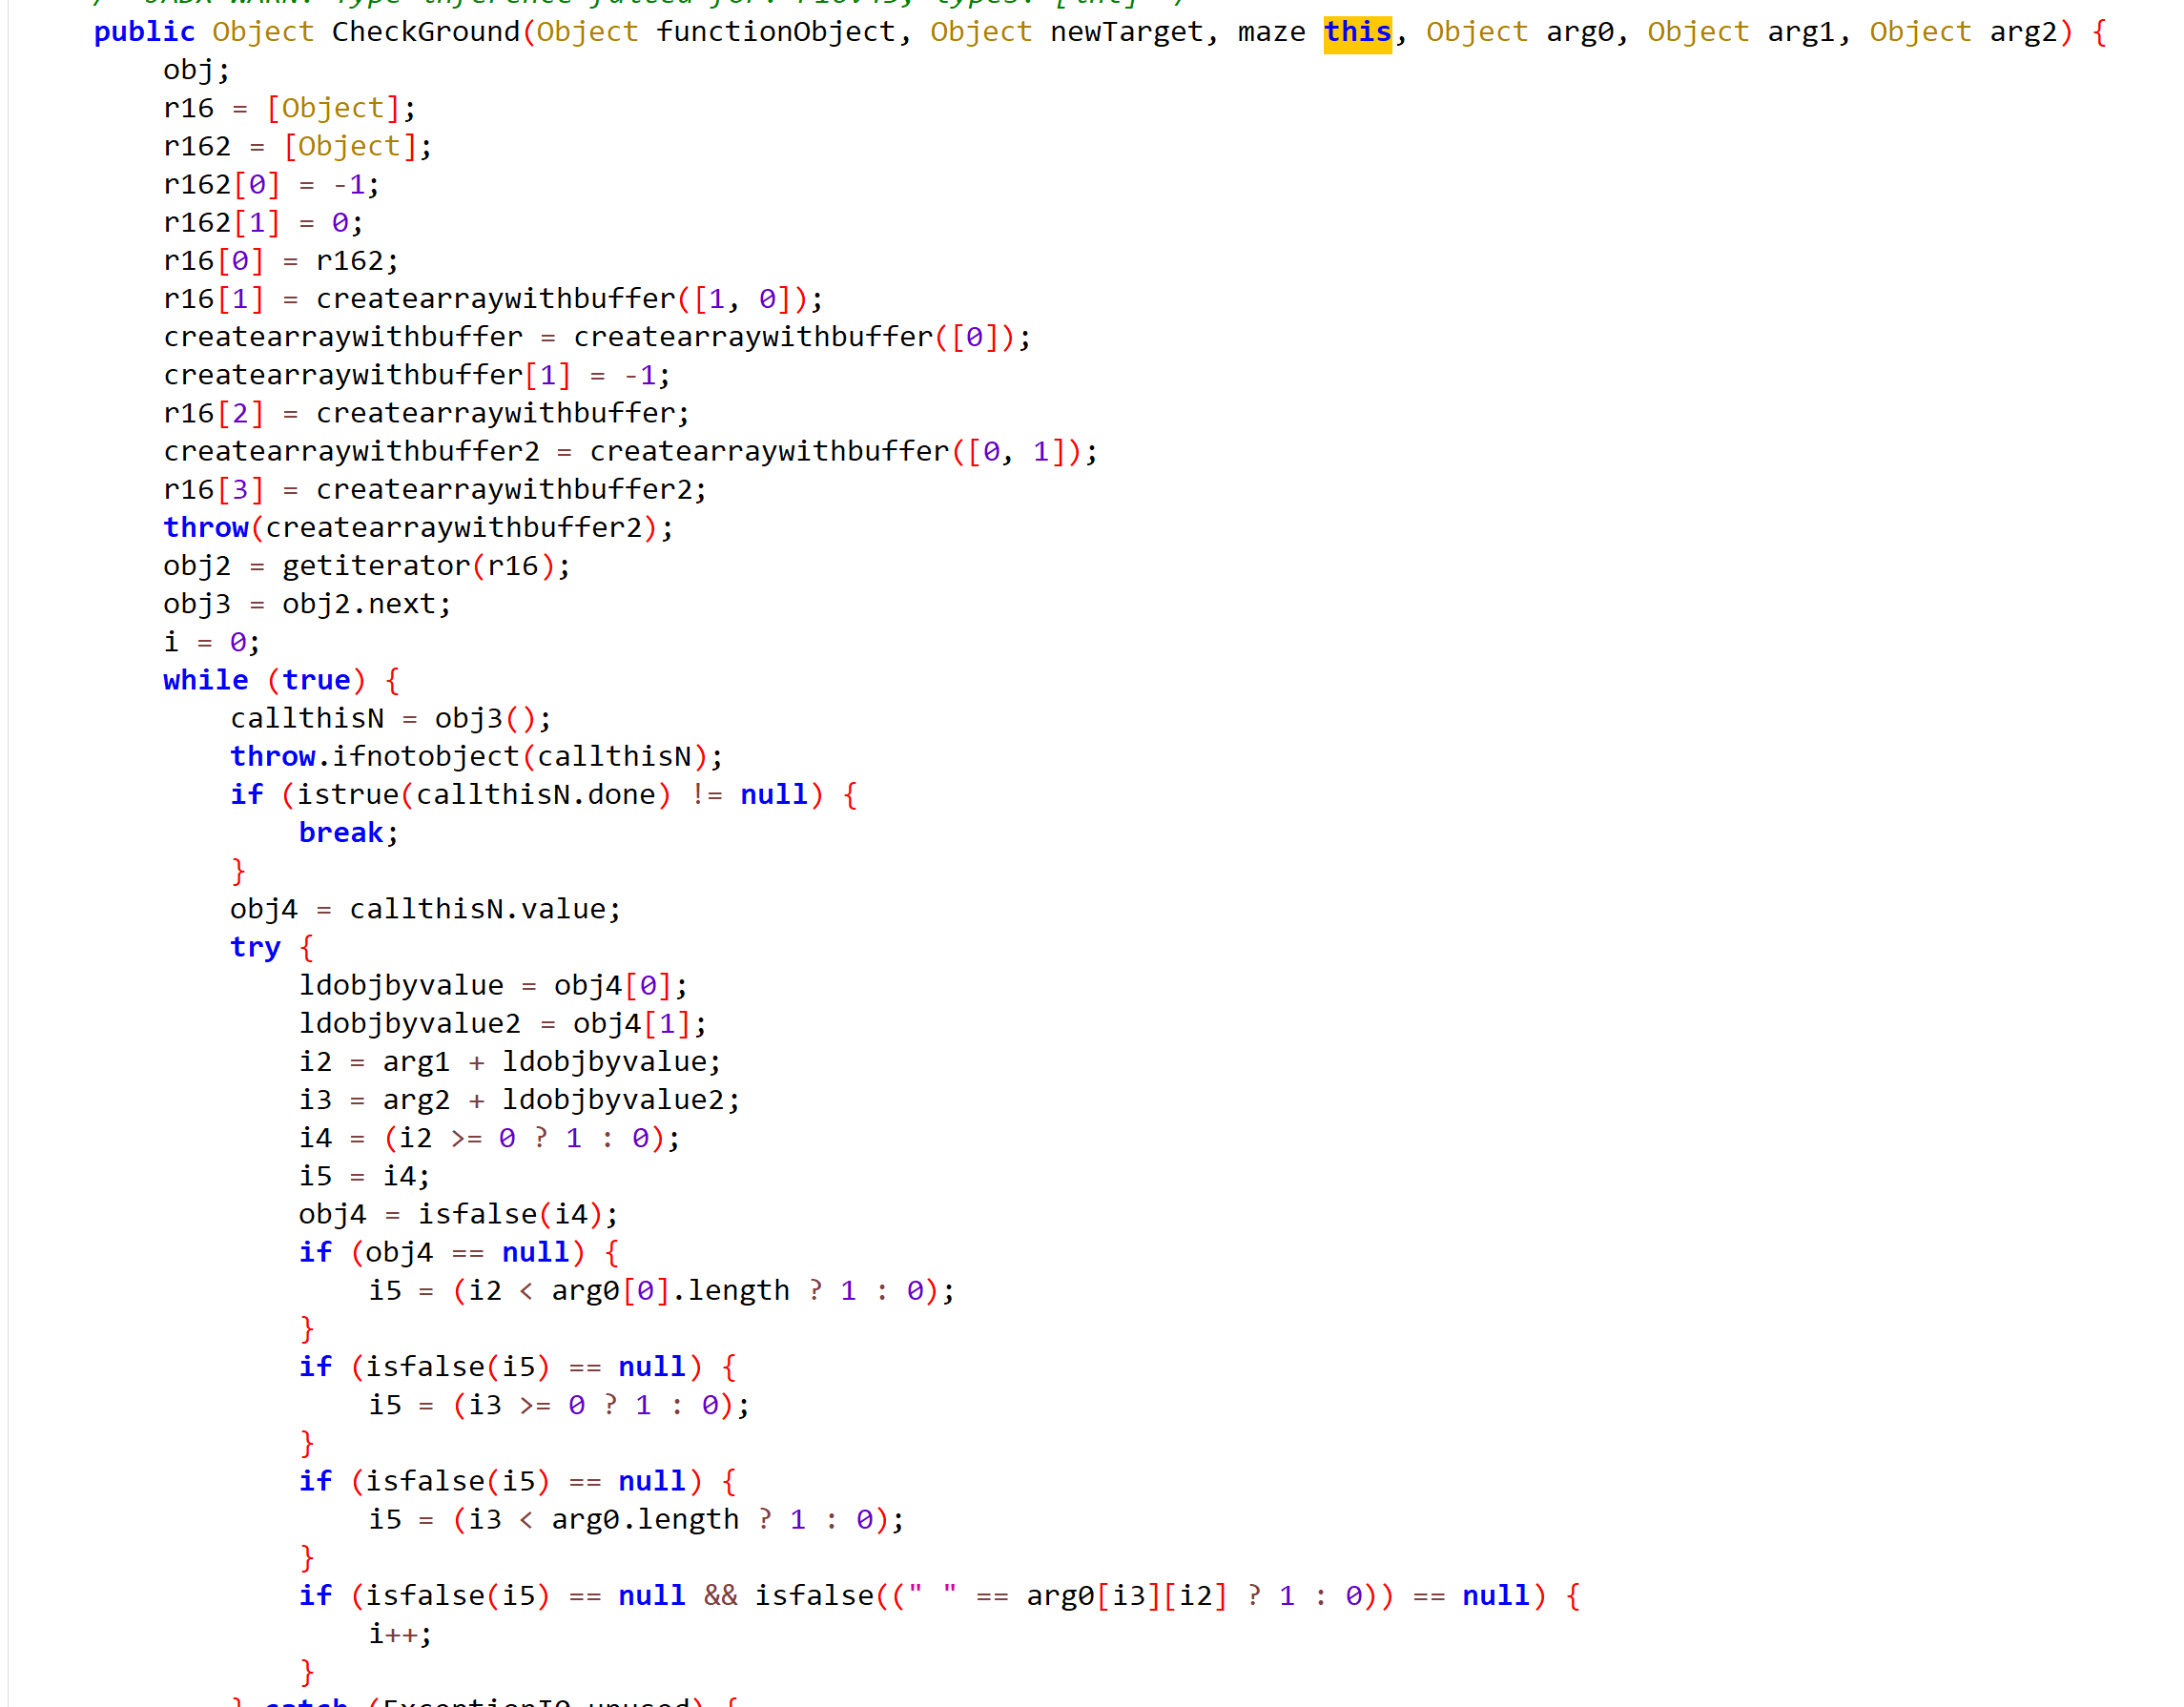 public Object CheckGround(Object functionObject, Object newTarget, maze this, Object arg0, Object arg1, Object arg2) {
obj;
r16 = [Object];
r162 = [Object];
r162[0] = -1;
r162[1] = 0;
r16[0] = r162;
r16[1] = createarraywithbuffer([1, 0]);
createarraywithbuffer = createarraywithbuffer([0]);
createarraywithbuffer[1] = -1;
r16[2] = createarraywithbuffer;
createarraywithbuffer2 = createarraywithbuffer([0, 1]);
r16[3] = createarraywithbuffer2;
throw(createarraywithbuffer2);
obj2 = getiterator(r16);
obj3 = obj2.next;
i = 0;
while (true) {
callthisN = obj3();
throw.ifnotobject(callthisN);
if (istrue(callthisN.done) != null) {
break;
}
obj4 = callthisN.value;
try {
ldobjbyvalue = obj4[0];
ldobjbyvalue2 = obj4[1];
i2 = arg1 + ldobjbyvalue;
i3 = arg2 + ldobjbyvalue2;
i4 = (i2 >= 0 ? 1 : 0);
i5 = i4;
obj4 = isfalse(i4);
if (obj4 == null) {
i5 = (i2 < arg0[0].length ? 1 : 0);
}
if (isfalse(i5) == null) {
i5 = (i3 >= 0 ? 1 : 0);
}
if (isfalse(i5) == null) {
i5 = (i3 < arg0.length ? 1 : 0);
}
if (isfalse(i5) == null && isfalse((" " == arg0[i3][i2] ? 1 : 0)) == null) {
i++;
}
} catch (ExceptionI0 unused) {